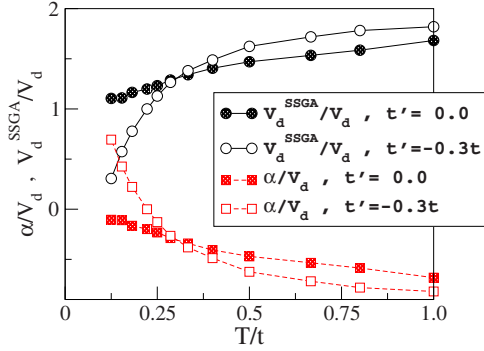 2
1
0
α/V_d , V_d^SSGA/V_d
V_d^SSGA/V_d , t'= 0.0
V_d^SSGA/V_d , t'=-0.3t
α/V_d , t'= 0.0
α/V_d , t'=-0.3t
0 0.25 0.5 0.75 1.0
T/t